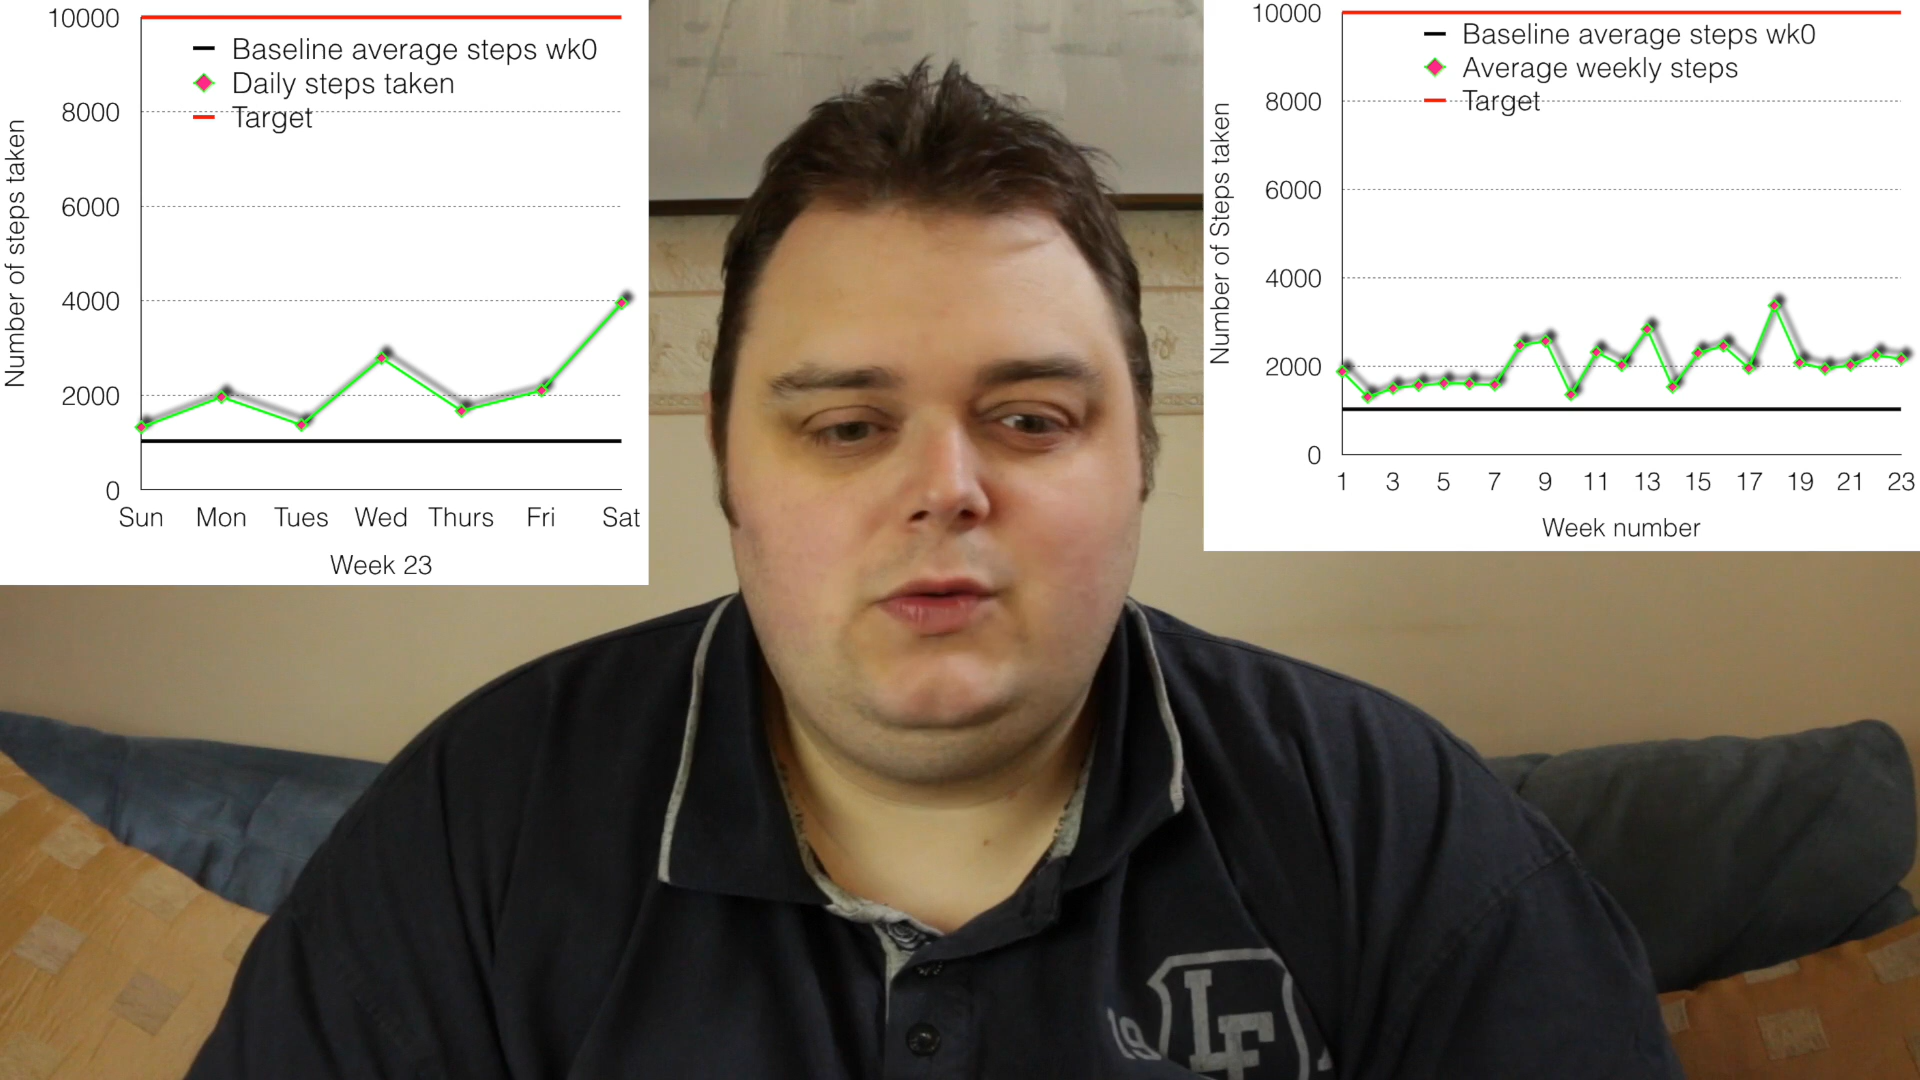 10000
Baseline average steps wk0
Daily steps taken
8000
Target
6000
4000
2000
0
Number of steps taken
Sun Mon Tues Wed Thurs Fri Sat
Week 23
10000
Baseline average steps wk0
Average weekly steps
8000
Target
6000
4000
2000
0
Number of Steps taken
1 3 5 7 9 11 13 15 17 19 21 23
Week number
19 LF